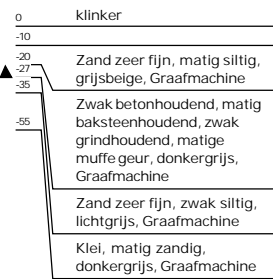 0 klinker
-10
-20 Zand zeer fijn, matig siltig,
grijsbeige, Graafmachine
-27
-35 Zwak betonhoudend, matig
baksteenhoudend, zwak
grindhoudend, matige
muffe geur, donkergrijs,
Graafmachine
-55
Zand zeer fijn, zwak siltig,
lichtgrijs, Graafmachine
Klei, matig zandig,
donkergrijs, Graafmachine